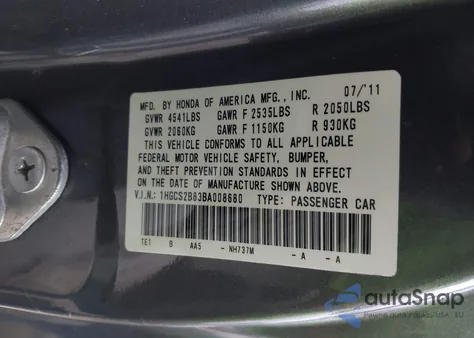 MFD. BY HONDA OF AMERICA MFG., INC. 07/'11
GVWR 4541LBS GAWR F 2535LBS R 2050LBS
GVWR 2060KG GAWR F 1150KG R 930KG
THIS VEHICLE CONFORMS TO ALL APPLICABLE
FEDERAL MOTOR VEHICLE SAFETY, BUMPER,
AND THEFT PREVENTION STANDARDS IN EFFECT
ON THE DATE OF MANUFACTURE SHOWN ABOVE.
V.I.N.: 1HGCS2B83BA008680 TYPE: PASSENGER CAR
TE1 B AA5 - NH737M - A - A
autoSnap